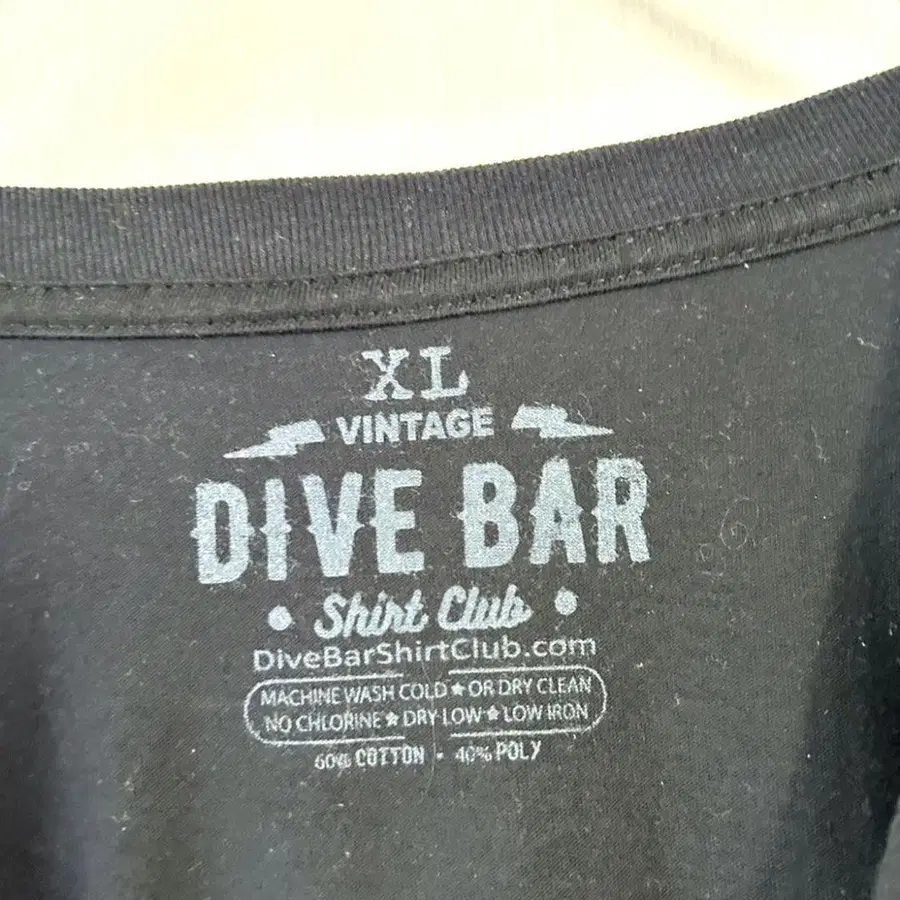 XL
VINTAGE
DIVE BAR
Shirt Club
DiveBarShirtClub.com
MACHINE WASH COLD ★ OR DRY CLEAN
NO CHLORINE ★ DRY LOW ★ LOW IRON
60% COTTON • 40% POLY